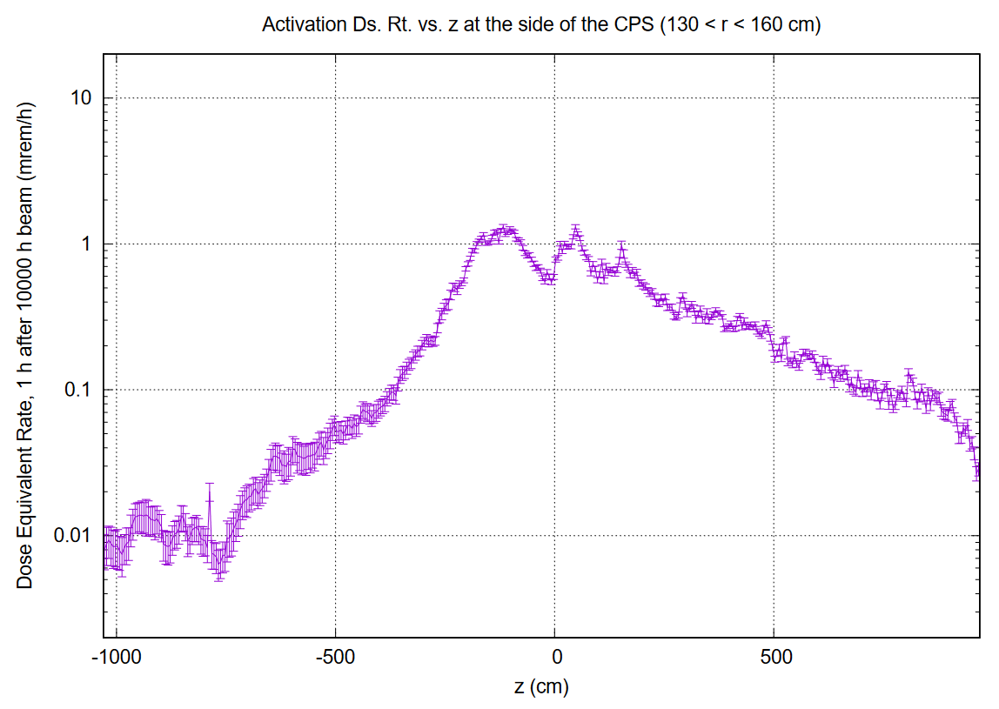 Activation Ds. Rt. vs. z at the side of the CPS (130 < r < 160 cm)
Dose Equivalent Rate, 1 h after 10000 h beam (mrem/h)
10
1
0.1
0.01
-1000 -500 0 500
z (cm)